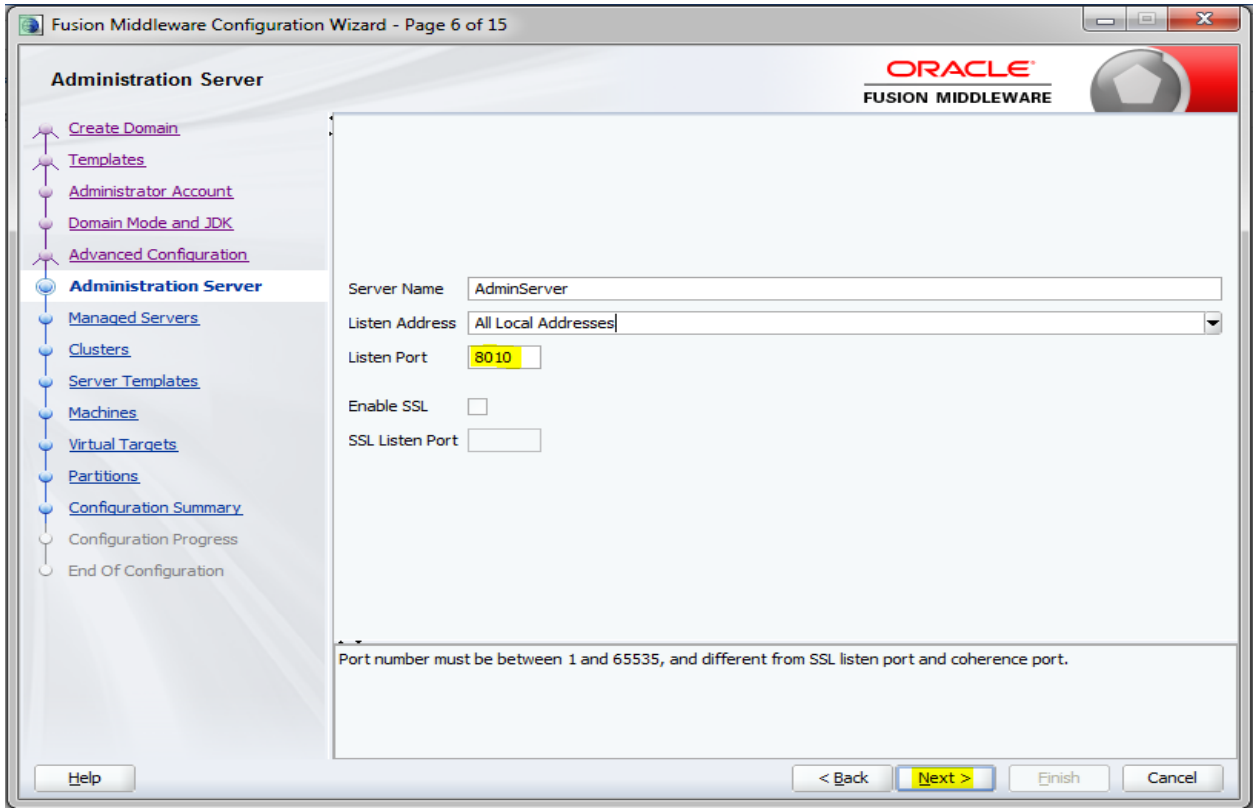 Fusion Middleware Configuration Wizard - Page 6 of 15
Administration Server
ORACLE
FUSION MIDDLEWARE
Create Domain
Templates
Administrator Account
Domain Mode and JDK
Advanced Configuration
Administration Server
Managed Servers
Clusters
Server Templates
Machines
Virtual Targets
Partitions
Configuration Summary
Configuration Progress
End Of Configuration
Server Name AdminServer
Listen Address All Local Addresses
Listen Port 8010
Enable SSL
SSL Listen Port
Port number must be between 1 and 65535, and different from SSL listen port and coherence port.
Help < Back Next > Finish Cancel